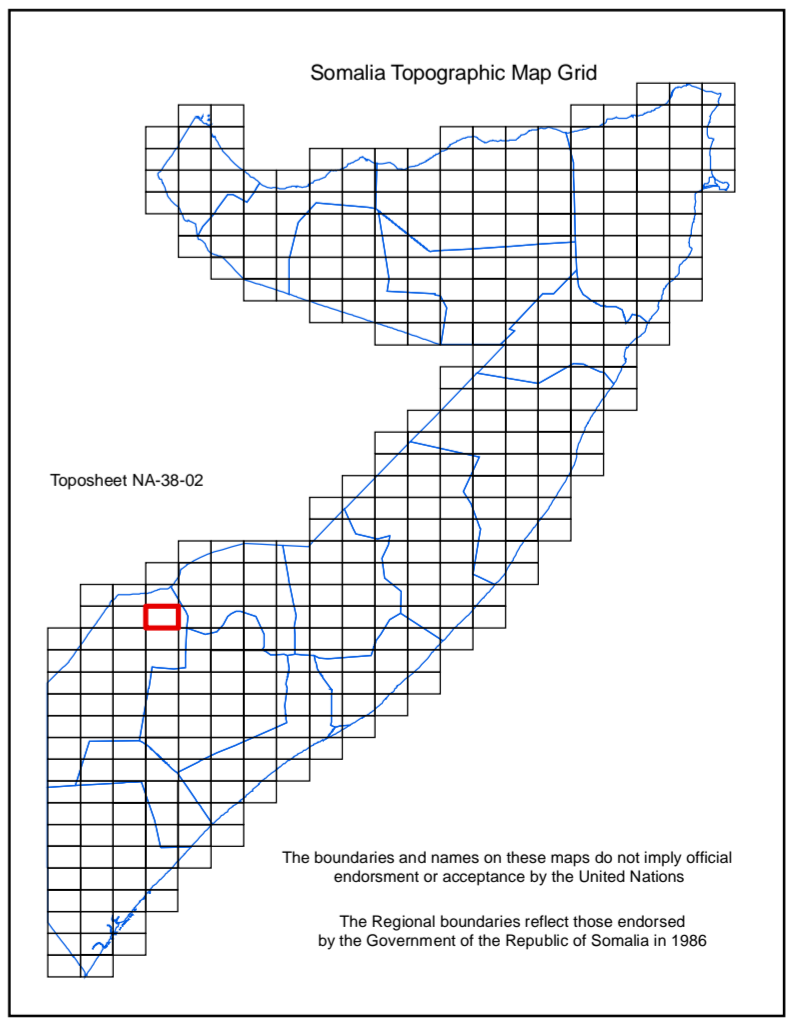 Somalia Topographic Map Grid
Toposheet NA-38-02
The boundaries and names on these maps do not imply official
endorsment or acceptance by the United Nations
The Regional boundaries reflect those endorsed
by the Government of the Republic of Somalia in 1986